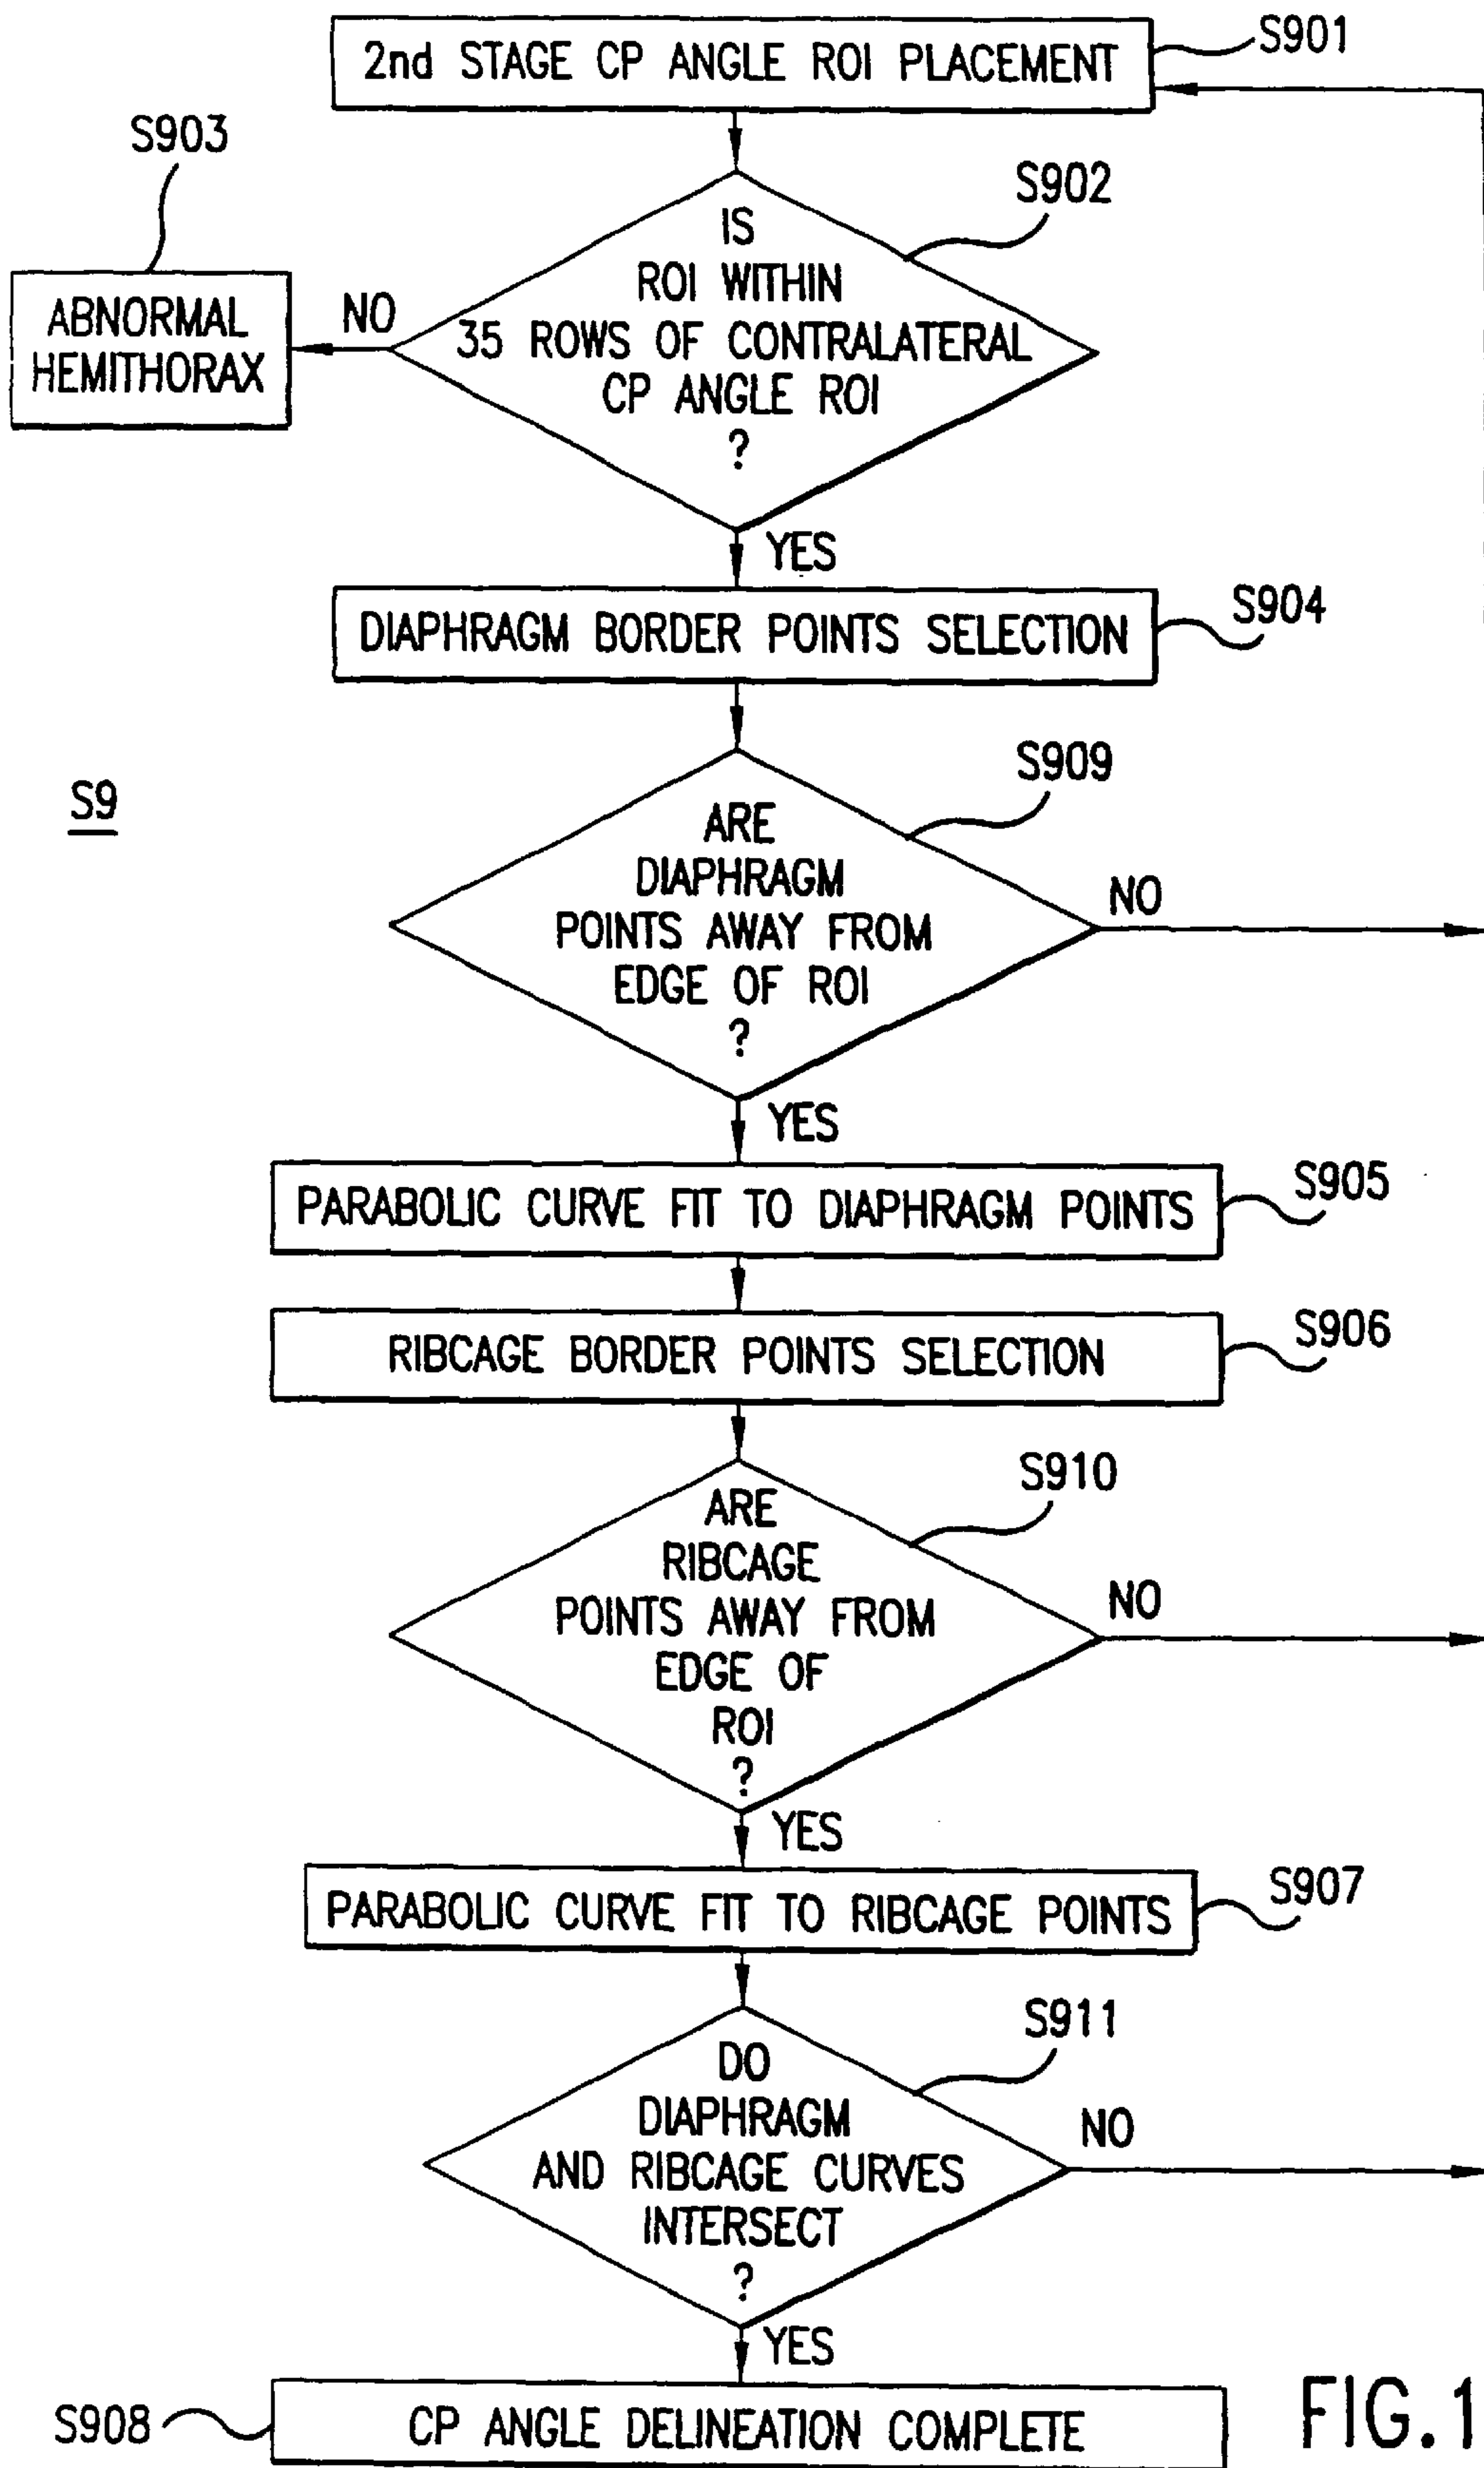 2nd STAGE CP ANGLE ROI PLACEMENT
S901
S903
S902
IS
ROI WITHIN
35 ROWS OF CONTRALATERAL
CP ANGLE ROI
?
NO
ABNORMAL
HEMITHORAX
YES
DIAPHRAGM BORDER POINTS SELECTION
S904
S9
S909
ARE
DIAPHRAGM
POINTS AWAY FROM
EDGE OF ROI
?
NO
YES
PARABOLIC CURVE FIT TO DIAPHRAGM POINTS
S905
RIBCAGE BORDER POINTS SELECTION
S906
S910
ARE
RIBCAGE
POINTS AWAY FROM
EDGE OF
ROI
?
NO
YES
PARABOLIC CURVE FIT TO RIBCAGE POINTS
S907
S911
DO
DIAPHRAGM
AND RIBCAGE CURVES
INTERSECT
?
NO
YES
S908
CP ANGLE DELINEATION COMPLETE
FIG.1